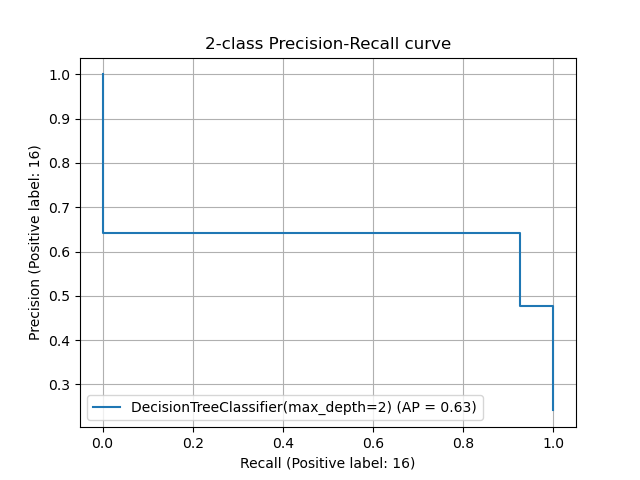 2-class Precision-Recall curve
1.0
0.9
0.8
0.7
0.6
0.5
0.4
0.3
Precision (Positive label: 16)
DecisionTreeClassifier(max_depth=2) (AP = 0.63)
0.0 0.2 0.4 0.6 0.8 1.0
Recall (Positive label: 16)